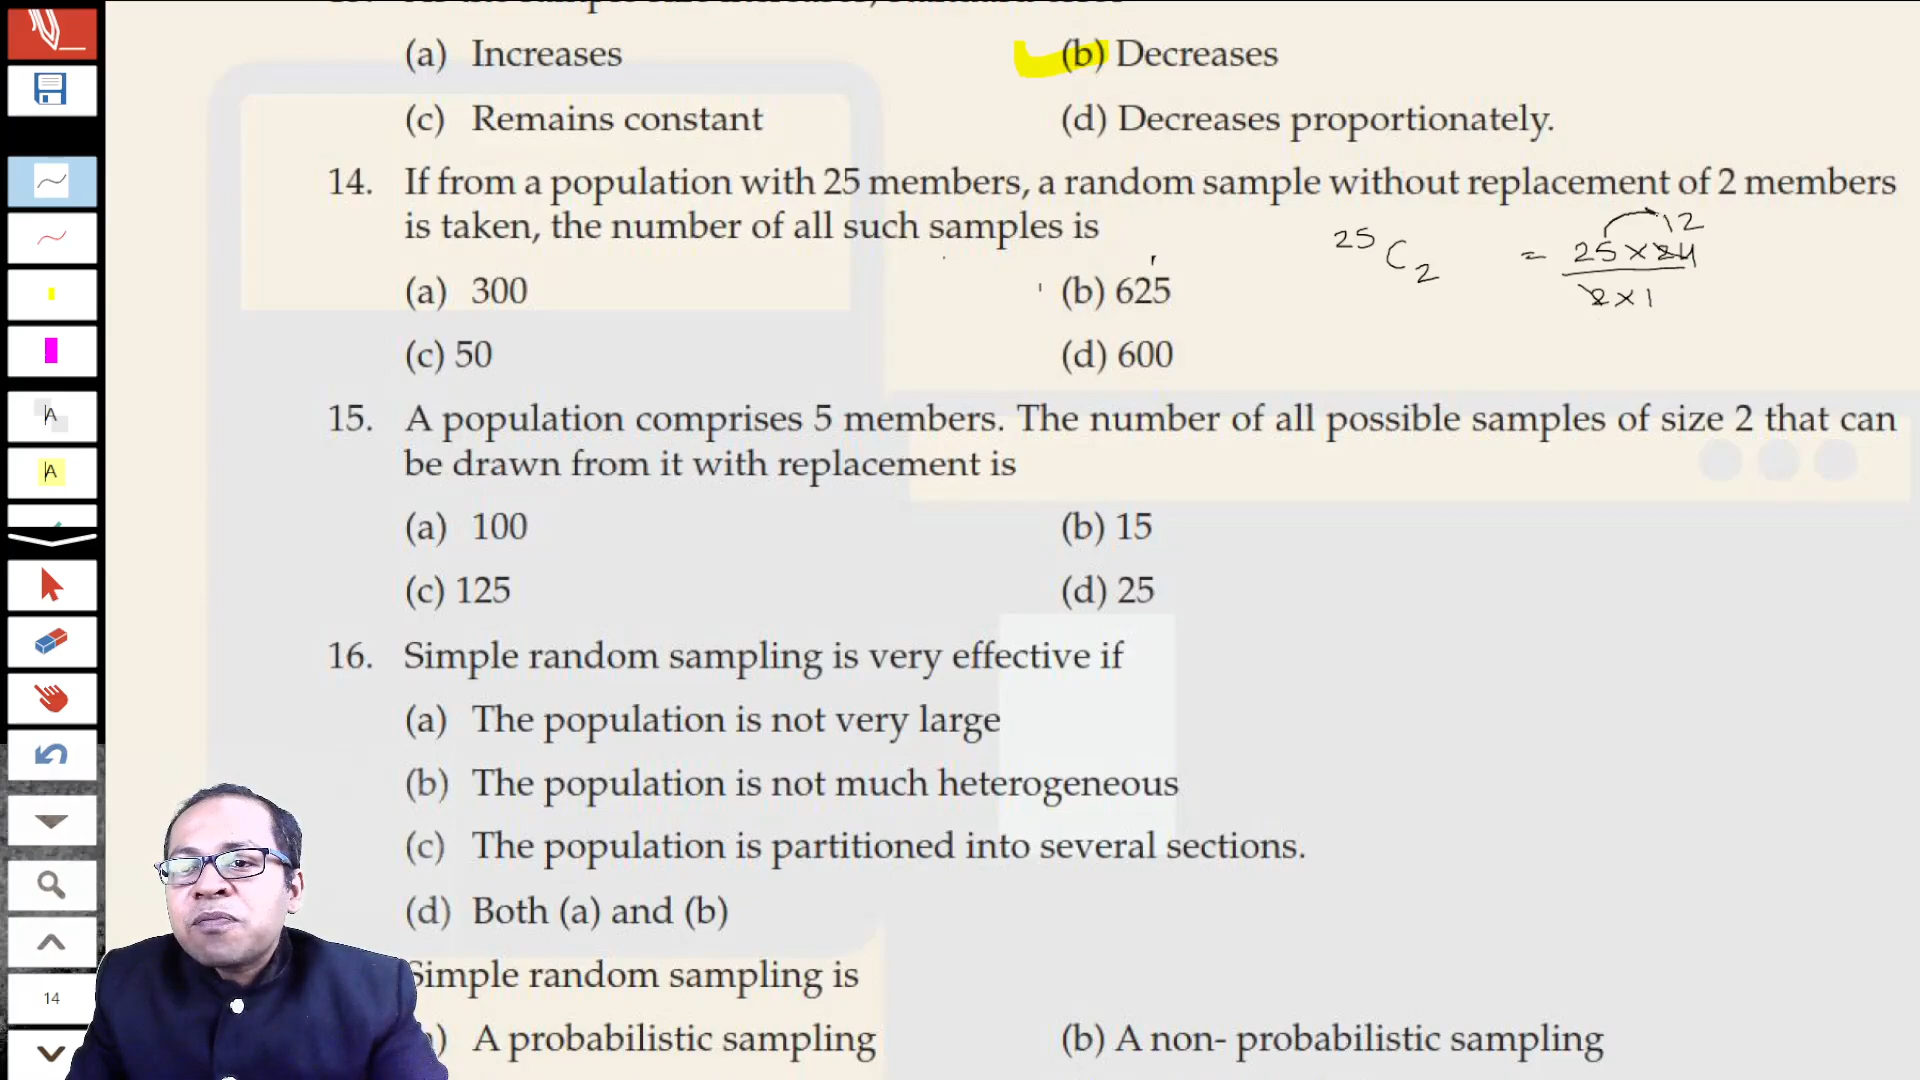 (a) Increases
(b) Decreases
(c) Remains constant
(d) Decreases proportionately.
14. If from a population with 25 members, a random sample without replacement of 2 members
is taken, the number of all such samples is
25 C 2 = 25 × 24 12
2 × 1
(a) 300
(b) 625
(c) 50
(d) 600
15. A population comprises 5 members. The number of all possible samples of size 2 that can
be drawn from it with replacement is
(a) 100
(b) 15
(c) 125
(d) 25
16. Simple random sampling is very effective if
(a) The population is not very large
(b) The population is not much heterogeneous
(c) The population is partitioned into several sections.
(d) Both (a) and (b)
Simple random sampling is
A probabilistic sampling
(b) A non- probabilistic sampling
A
A
14